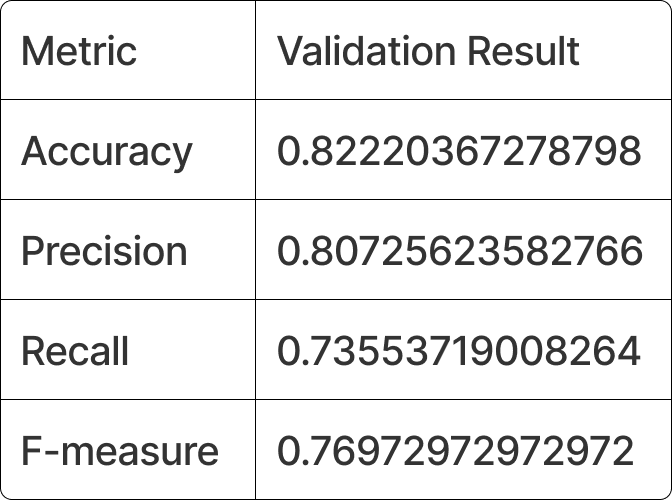 Metric Validation Result
Accuracy 0.82220367278798
Precision 0.80725623582766
Recall 0.73553719008264
F-measure 0.76972972972972